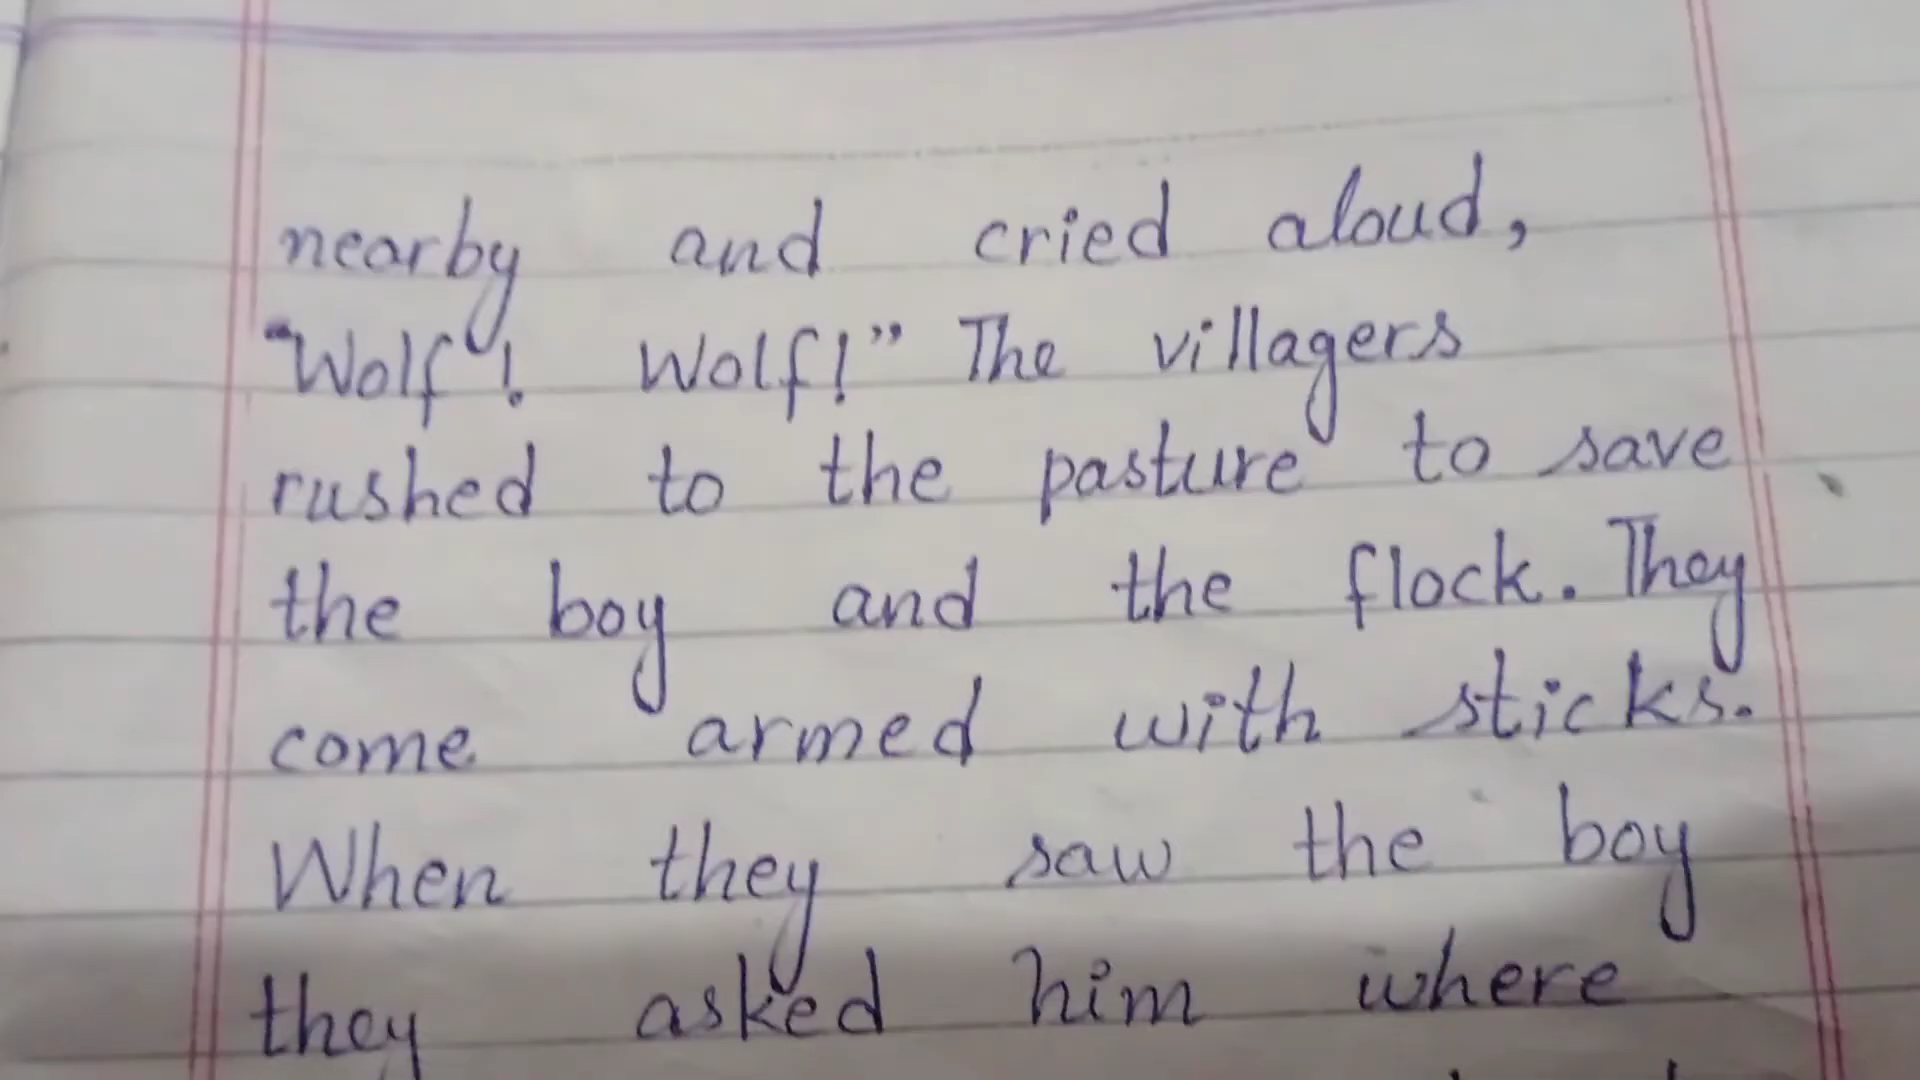 nearby and cried aloud,
"Wolf! Wolf!" The villagers
rushed to the pasture to save
the boy and the flock. They
come armed with sticks.
When they saw the boy
they asked him where